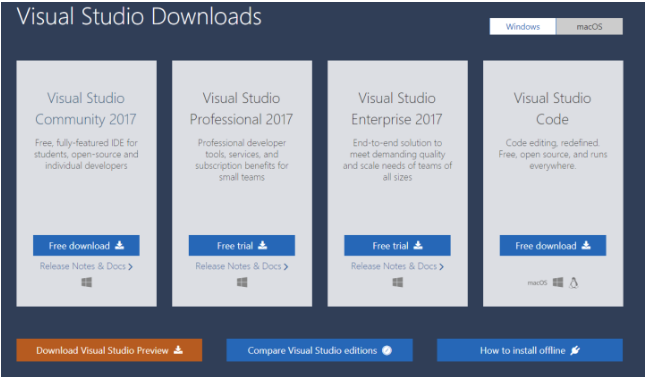 Visual Studio Downloads
Windows
macOS
Visual Studio
Community 2017
Free, fully-featured IDE for
students, open-source and
individual developers
Free download
Release Notes & Docs >
Visual Studio
Professional 2017
Professional developer
tools, services, and
subscription benefits for
small teams
Free trial
Release Notes & Docs >
Visual Studio
Enterprise 2017
End-to-end solution to
meet demanding quality
and scale needs of teams of
all sizes
Free trial
Release Notes & Docs >
Visual Studio
Code
Code editing, redefined.
Free, open source, and runs
everywhere.
Free download
macOS
Download Visual Studio Preview
Compare Visual Studio editions
How to install offline